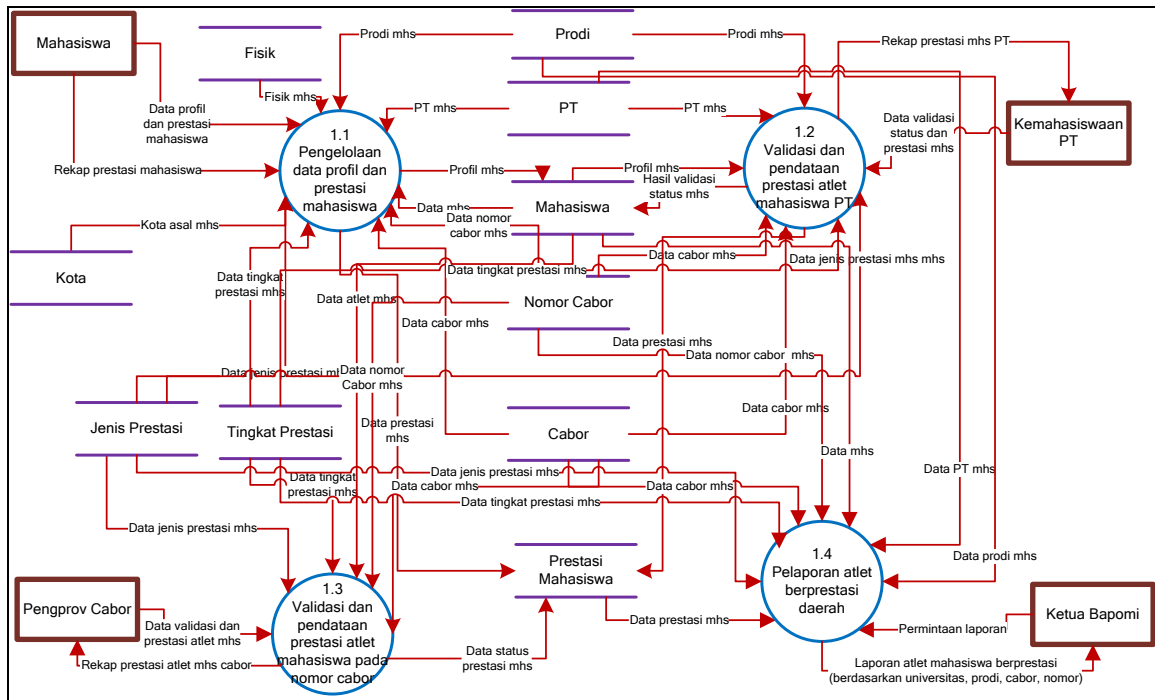 Mahasiswa
Fisik
Prodi mhs
Prodi
Prodi mhs
Rekap prestasi mhs PT
Fisik mhs
Data profil
dan prestasi
mahasiswa
PT mhs
PT
PT mhs
1.1
Pengelolaan
data profil dan
prestasi
mahasiswa
1.2
Validasi dan
pendataan
prestasi atlet
mahasiswa PT
Data validasi
status dan
prestasi mhs
Kemahasiswaan
PT
Rekap prestasi mahasiswa
Profil mhs
Profil mhs
Hasil validasi
status mhs
Data mhs
Mahasiswa
Data nomor
cabor mhs
Kota asal mhs
Kota
Data cabor mhs
Data jenis prestasi mhs mhs
Data tingkat
prestasi mhs
Data tingkat prestasi mhs
Data atlet mhs
Nomor Cabor
Data cabor mhs
Data prestasi mhs
Data nomor cabor mhs
Data jenis prestasi mhs
Data nomor
Cabor mhs
Jenis Prestasi
Tingkat Prestasi
Data prestasi
mhs
Cabor
Data cabor mhs
Data mhs
Data tingkat
prestasi mhs
Data jenis prestasi mhs
Data cabor mhs
Data cabor mhs
Data PT mhs
Data tingkat prestasi mhs
Data jenis prestasi mhs
Prestasi
Mahasiswa
1.4
Pelaporan atlet
berprestasi
daerah
Data prodi mhs
Pengprov Cabor
Data validasi dan
prestasi atlet mhs
1.3
Validasi dan
pendataan
prestasi atlet
mahasiswa pada
nomor cabor
Data prestasi mhs
Permintaan laporan
Ketua Bapomi
Rekap prestasi atlet mhs cabor
Data status
prestasi mhs
Laporan atlet mahasiswa berprestasi
(berdasarkan universitas, prodi, cabor, nomor)